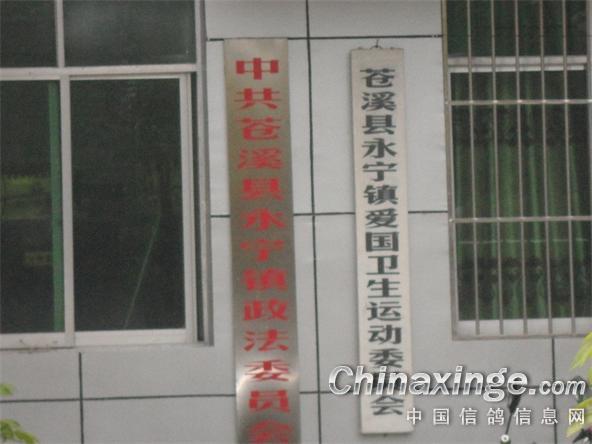 中共苍溪县永宁镇政法委员会
苍溪县永宁镇爱国卫生运动委员会
Chinaxinge.com
中国信鸽信息网